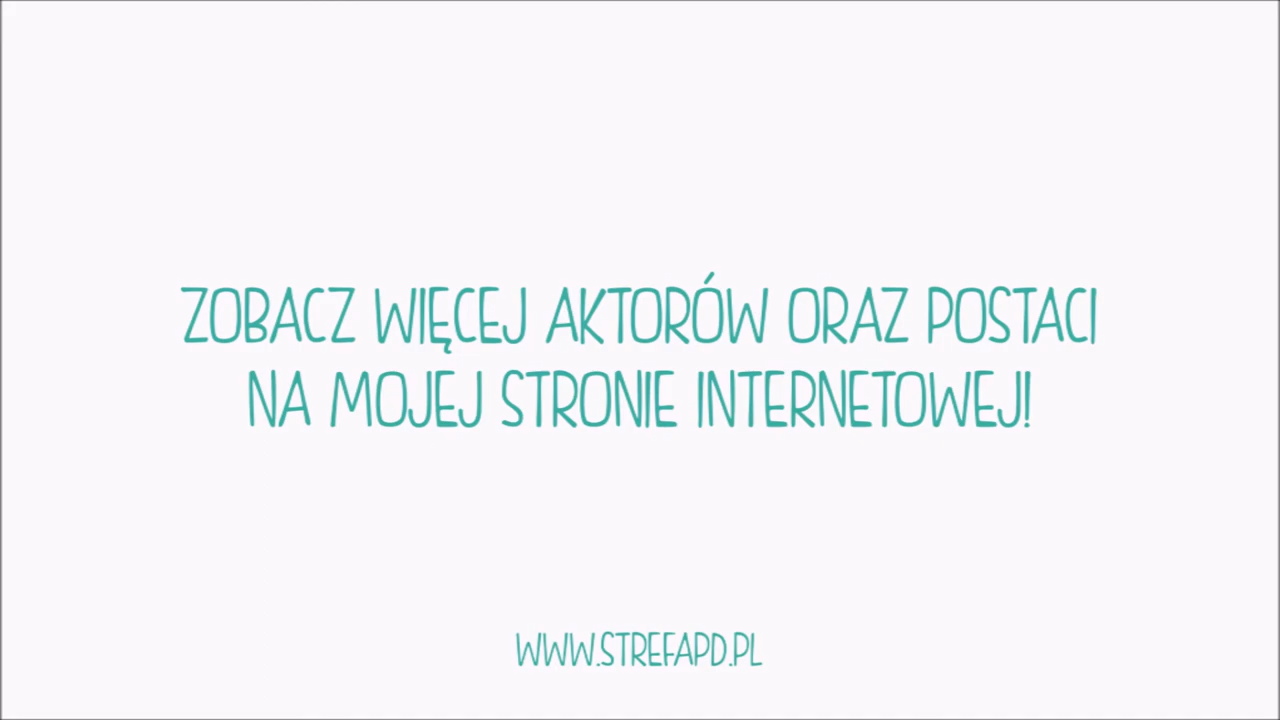 ZOBACZ WIĘCEJ AKTORÓW ORAZ POSTACI
NA MOJEJ STRONIE INTERNETOWEJ!
WWW.STREFAPD.PL